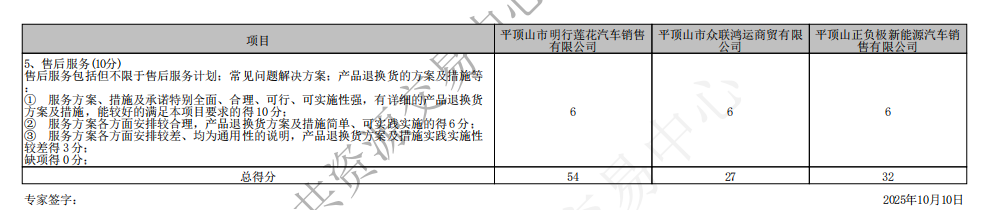 项目
平顶山市明行莲花汽车销售
有限公司
平顶山市众联鸿运商贸有限
公司
平顶山正负极新能源汽车销
售有限公司
5、售后服务(10分)
售后服务包括但不限于售后服务计划；常见问题解决方案；产品退换货的方案及措施等
：
① 服务方案、措施及承诺特别全面、合理、可行、可实施性强，有详细的产品退换货
方案及措施，能较好的满足本项目要求的得10分；
② 服务方案各方面安排较合理，产品退换货方案及措施简单、可实践实施的得6分；
③ 服务方案各方面安排较差、均为通用性的说明，产品退换货方案及措施实践实施性
较差得3分；
缺项得0分；
6
6
6
总得分
54
27
32
专家签字：
2025年10月10日
共资源交易中心
易中心